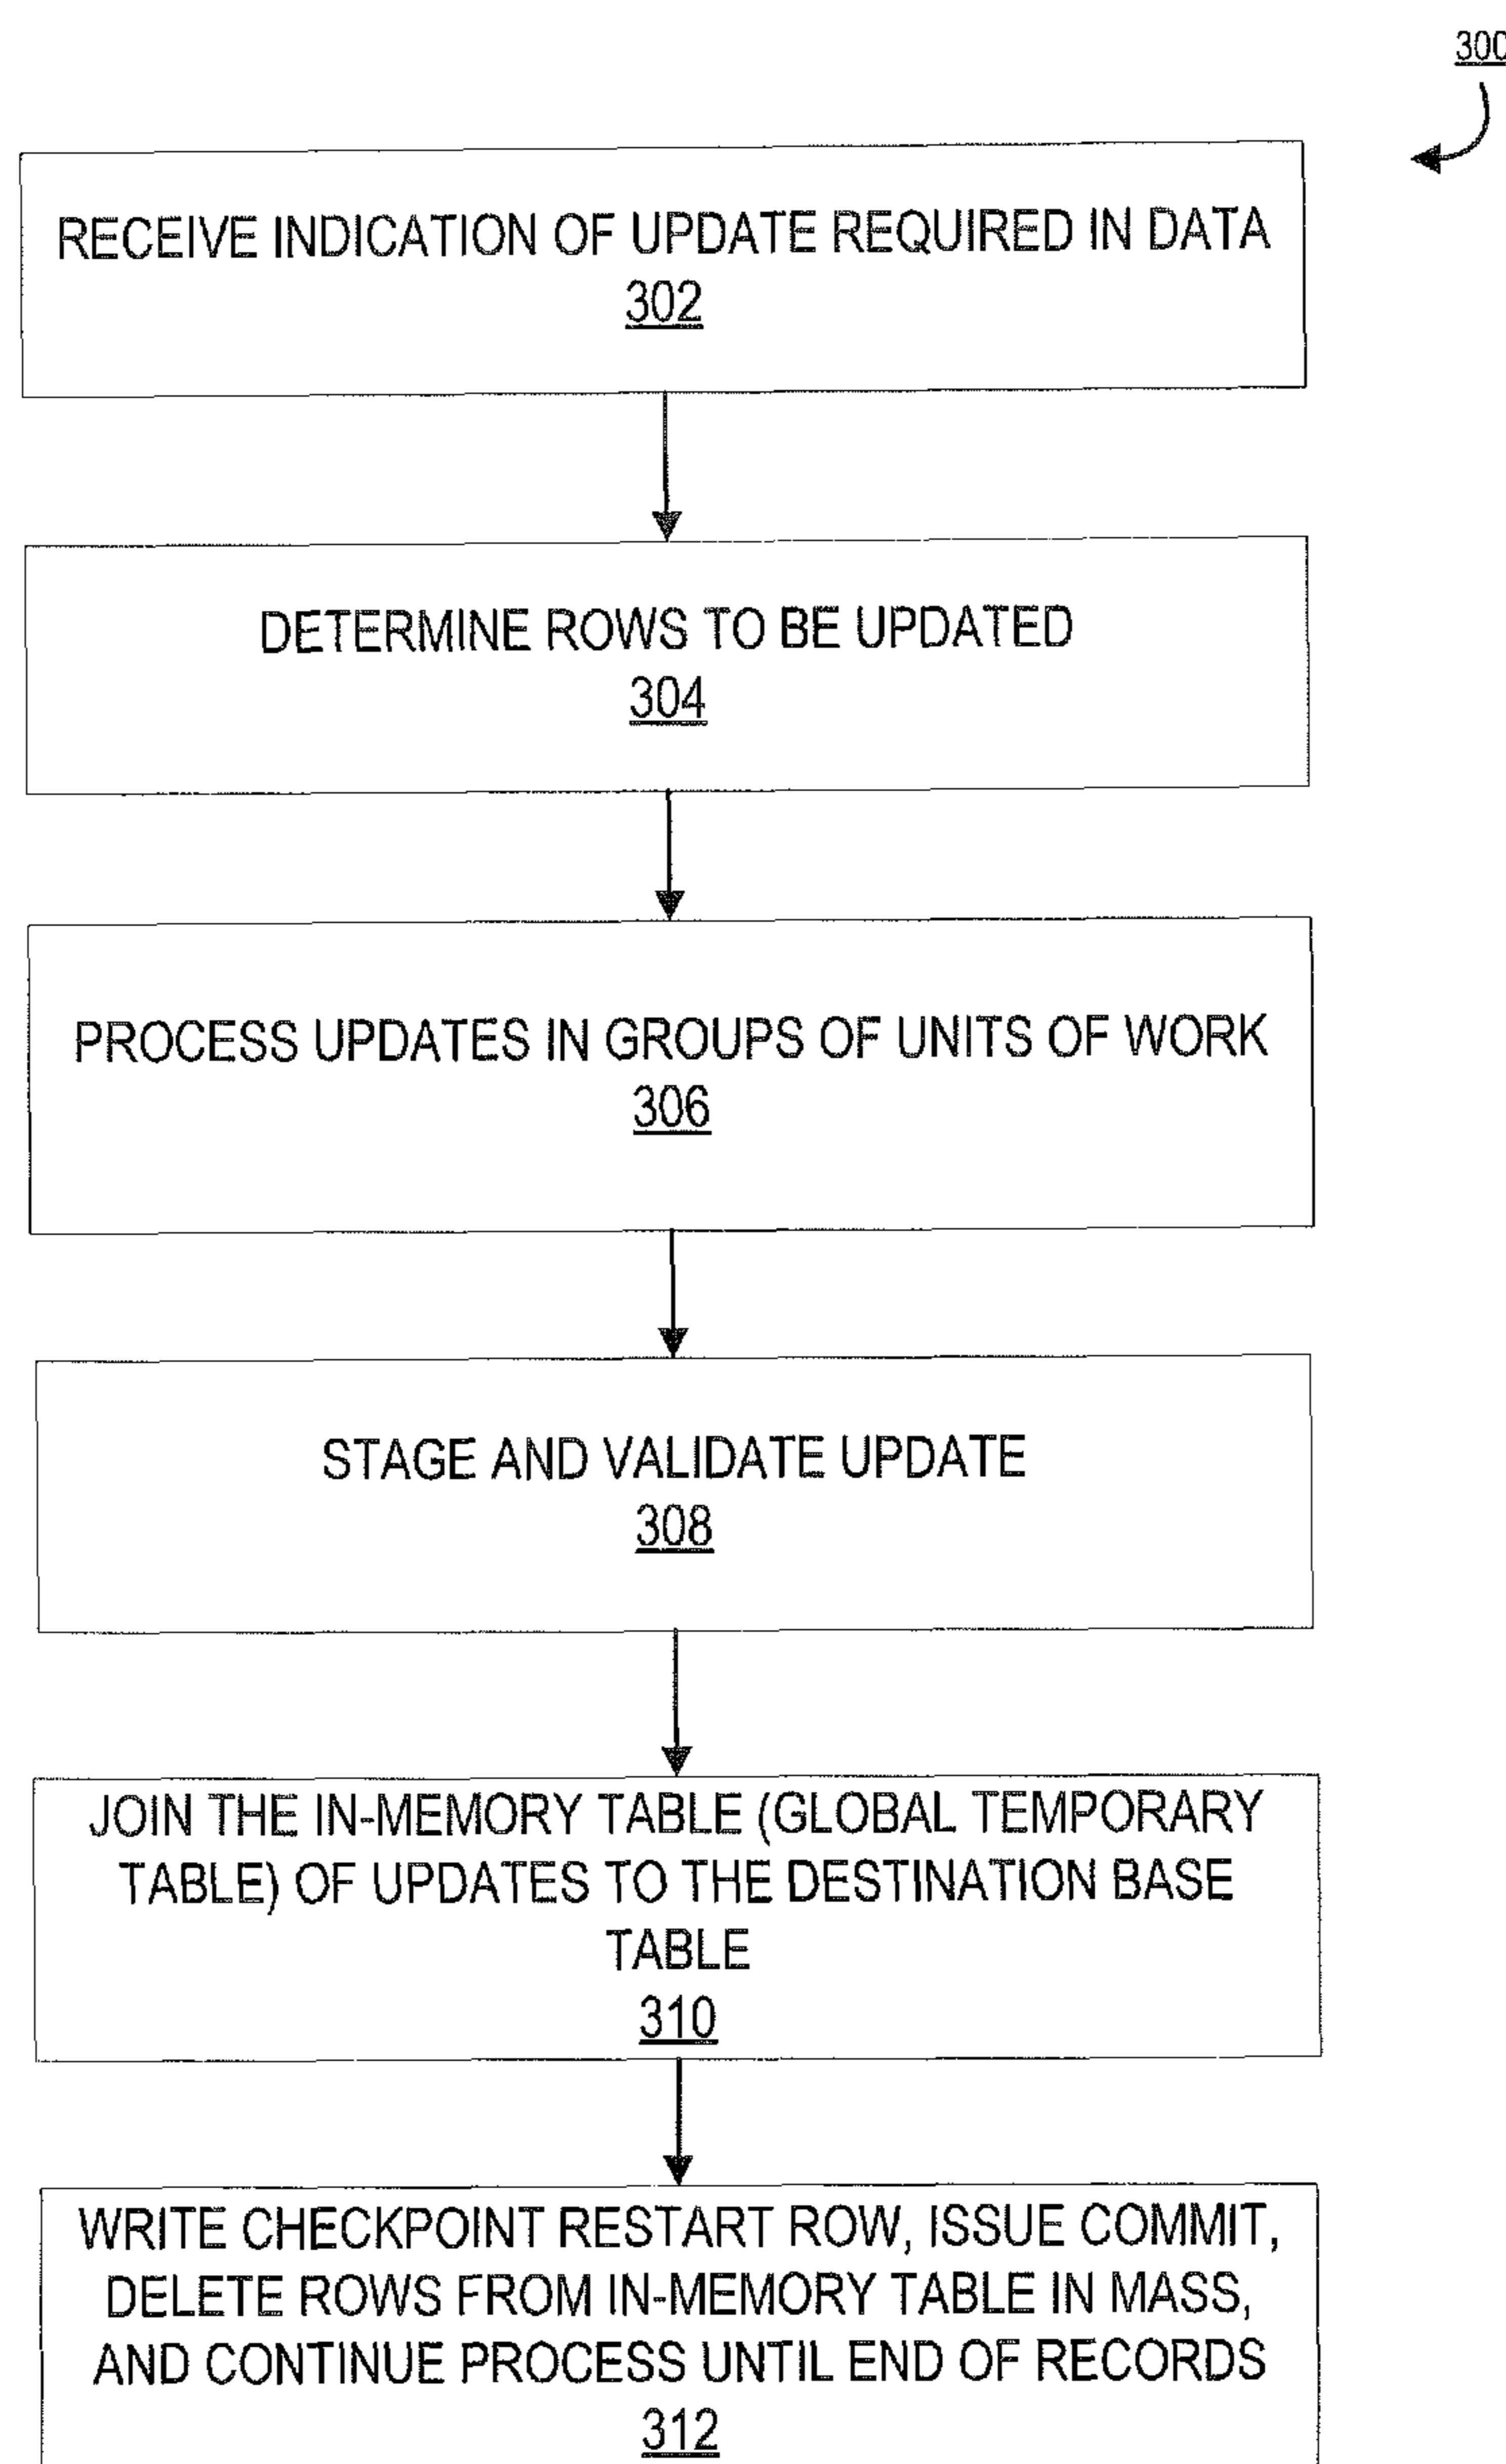 300
RECEIVE INDICATION OF UPDATE REQUIRED IN DATA
302
DETERMINE ROWS TO BE UPDATED
304
PROCESS UPDATES IN GROUPS OF UNITS OF WORK
306
STAGE AND VALIDATE UPDATE
308
JOIN THE IN-MEMORY TABLE (GLOBAL TEMPORARY
TABLE) OF UPDATES TO THE DESTINATION BASE
TABLE
310
WRITE CHECKPOINT RESTART ROW, ISSUE COMMIT,
DELETE ROWS FROM IN-MEMORY TABLE IN MASS,
AND CONTINUE PROCESS UNTIL END OF RECORDS
312